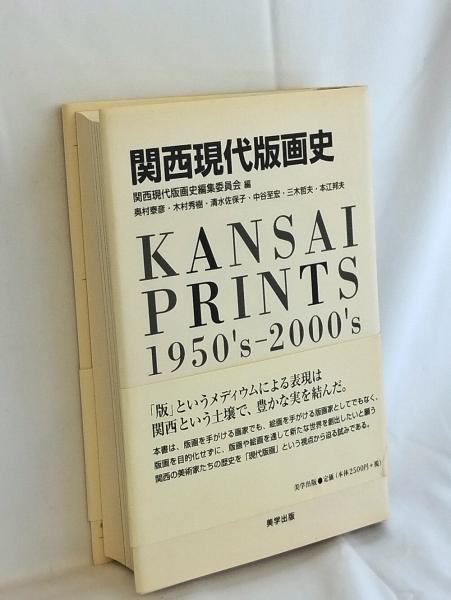 関西現代版画史
関西現代版画史編集委員会 編
奥村泰彦・木村秀樹・清水佐保子・中谷至宏・三木哲夫・本江邦夫
KANSAI
PRINTS
1950's-2000's
「版」というメディウムによる表現は
関西という土壌で、豊かな実を結んだ。
本書は、版画を手がける画家でも、絵画を手がける版画家としてでもなく、
版画を目的化せずに、版画や絵画を通して新たな世界を創出したいと願う
関西の美術家たちの歴史を「現代版画」という視点から迫る試みである。
美学出版●定価（本体2500円+税）
美学出版